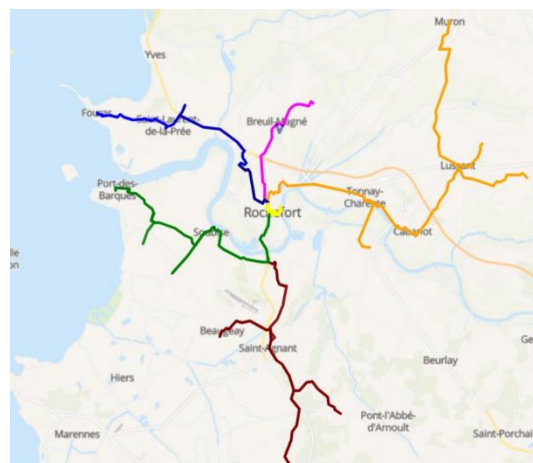 Muron
Yves
Fouras
Saint-Laurent-
de-la-Prée
Breuil-Magné
Lussant
Port-des-
Barques
Tonnay-
Charente
Rochefort
Soubise
Cabariot
Beaugeay
Saint-Agnant
Beurlay
Hiers
Pont-l'Abbé-
d'Arnoult
Marennes
Saint-Porchai